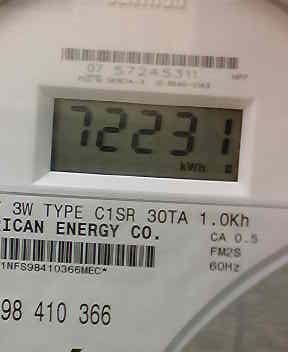 07 57245311
72231
kWh
3W TYPE C1SR 30TA 1.0Kh
ICAN ENERGY CO.
CA 0.5
FM2S
1NFS98410366MEC*
60Hz
98 410 366